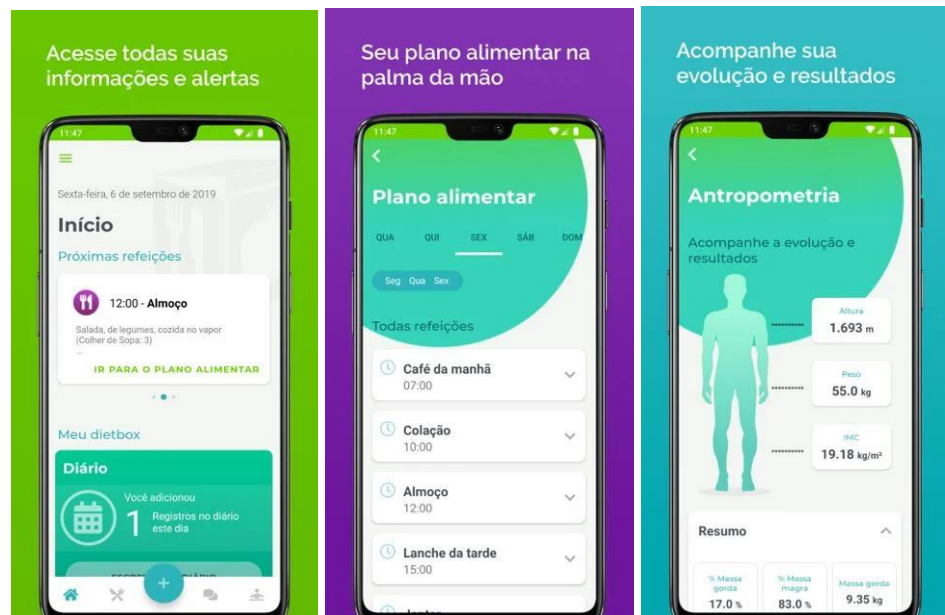 Acesse todas suas
informações e alertas
11:47
Sexta-feira, 6 de setembro de 2019
Início
Próximas refeições
12:00 - Almoço
Salada, de legumes, cozida no vapor
(Colher de Sopa: 3)
...
IR PARA O PLANO ALIMENTAR
Meu dietbox
Diário
Você adicionou
1 Registros no diário
este dia
+
Seu plano alimentar na
palma da mão
11:47
Plano alimentar
QUA QUI SEX SÁB DOM
Seg Qua Sex
Todas refeições
Café da manhã
07:00
Colação
10:00
Almoço
12:00
Lanche da tarde
15:00
Acompanhe sua
evolução e resultados
11:47
Antropometria
Acompanhe a evolução e
resultados
Altura
1.693 m
Peso
55.0 kg
IMC
19.18 kg/m²
Resumo
% Massa
gorda
17.0 %
% Massa
magra
83.0 %
Massa gorda
9.35 kg